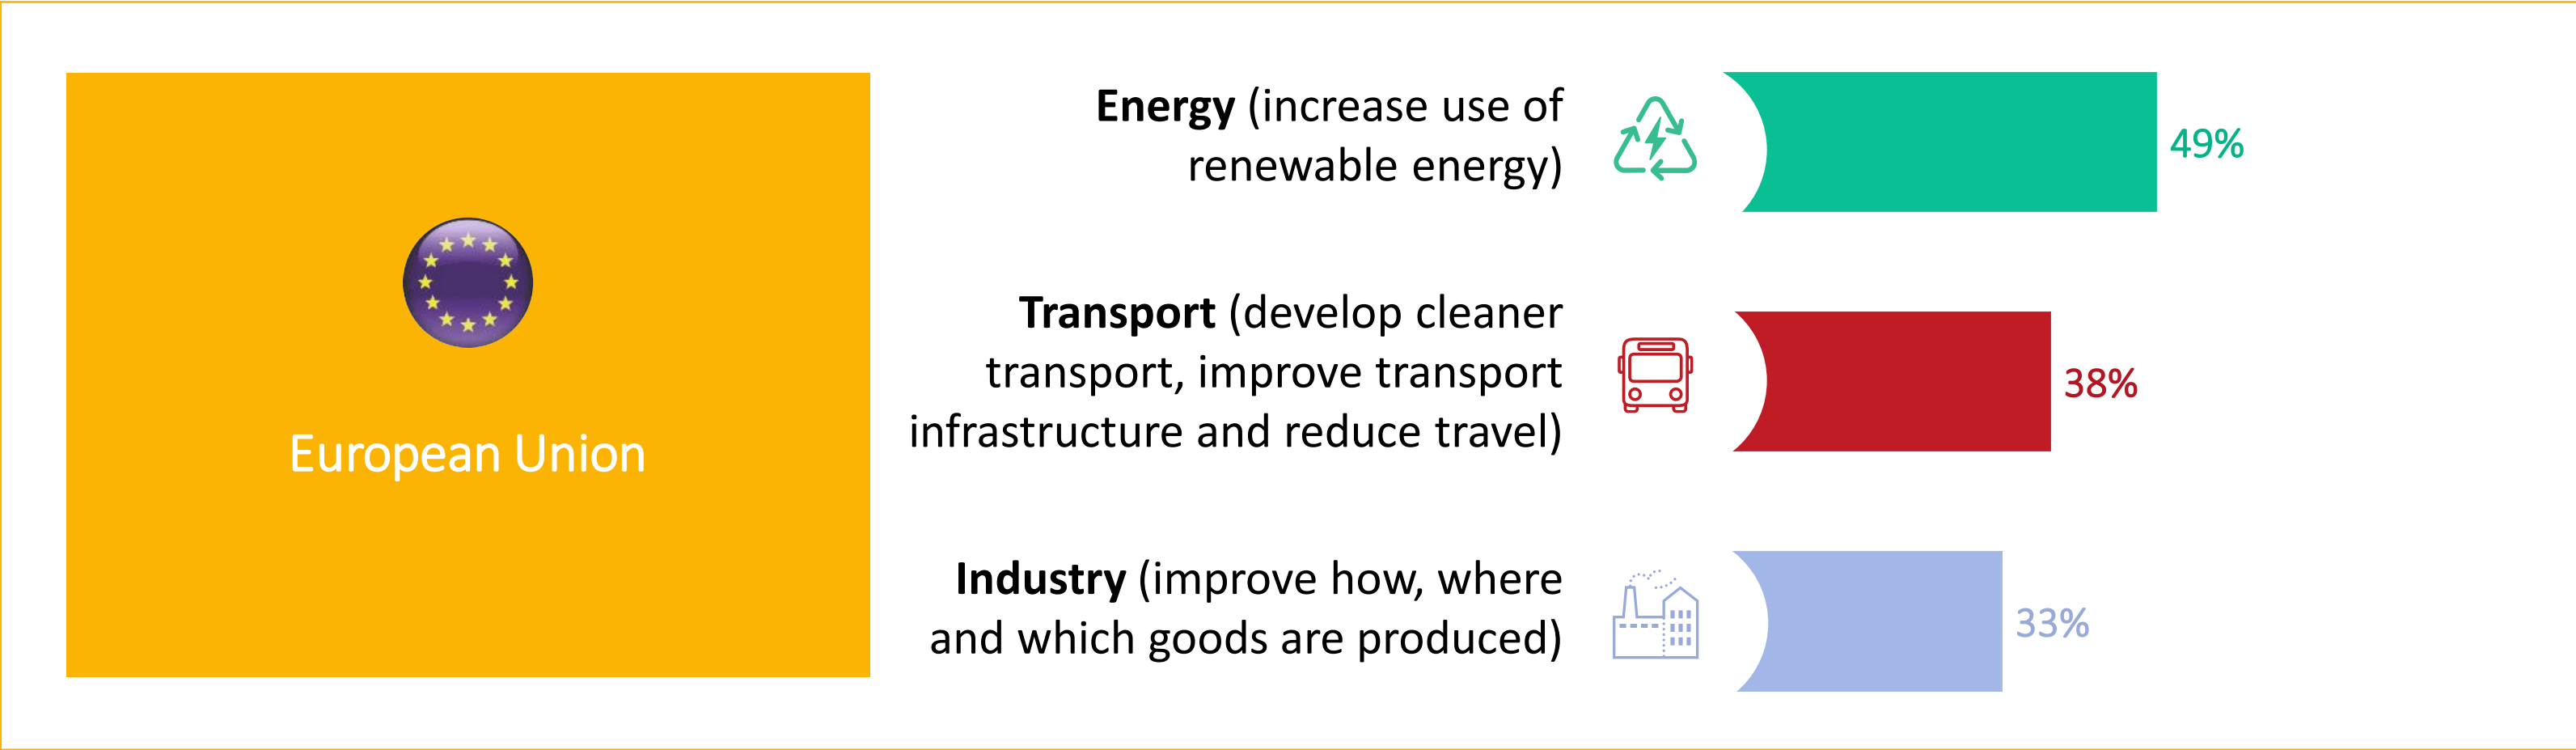 European Union
Energy (increase use of
renewable energy)
49%
Transport (develop cleaner
transport, improve transport
infrastructure and reduce travel)
38%
Industry (improve how, where
and which goods are produced)
33%